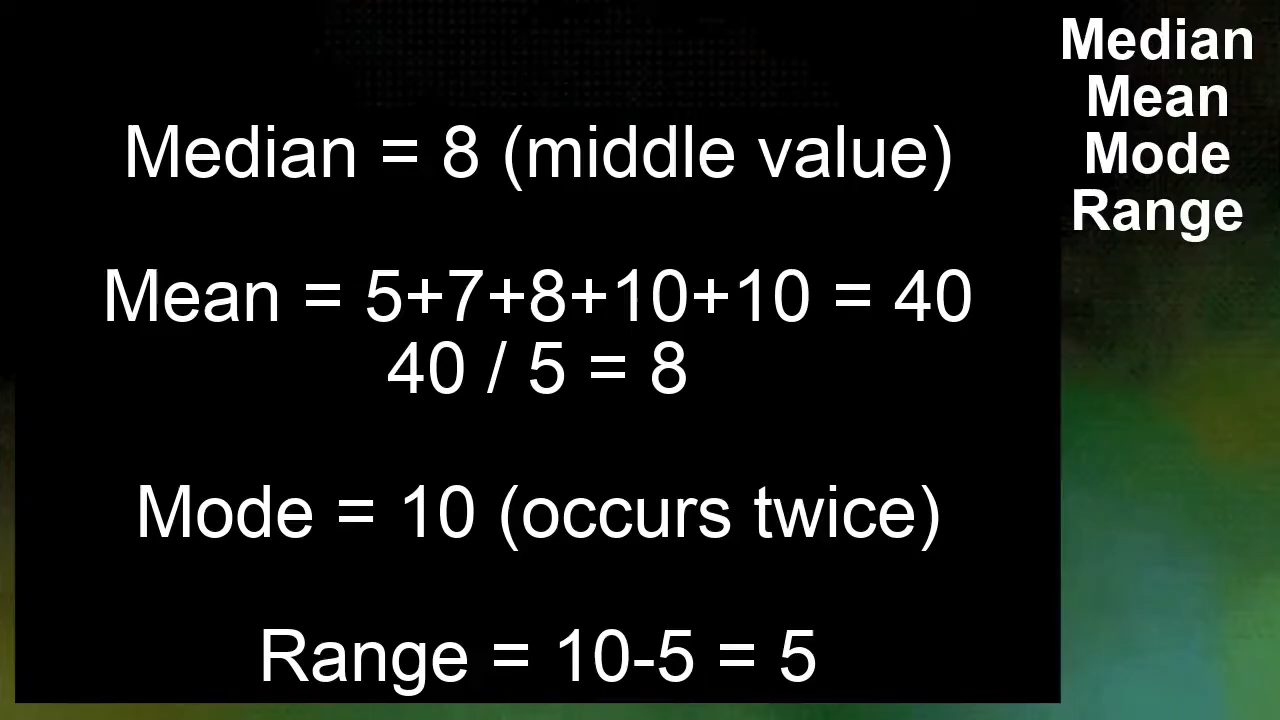 Median = 8 (middle value)
Mean = 5+7+8+10+10 = 40
40 / 5 = 8
Mode = 10 (occurs twice)
Range = 10-5 = 5
Median
Mean
Mode
Range